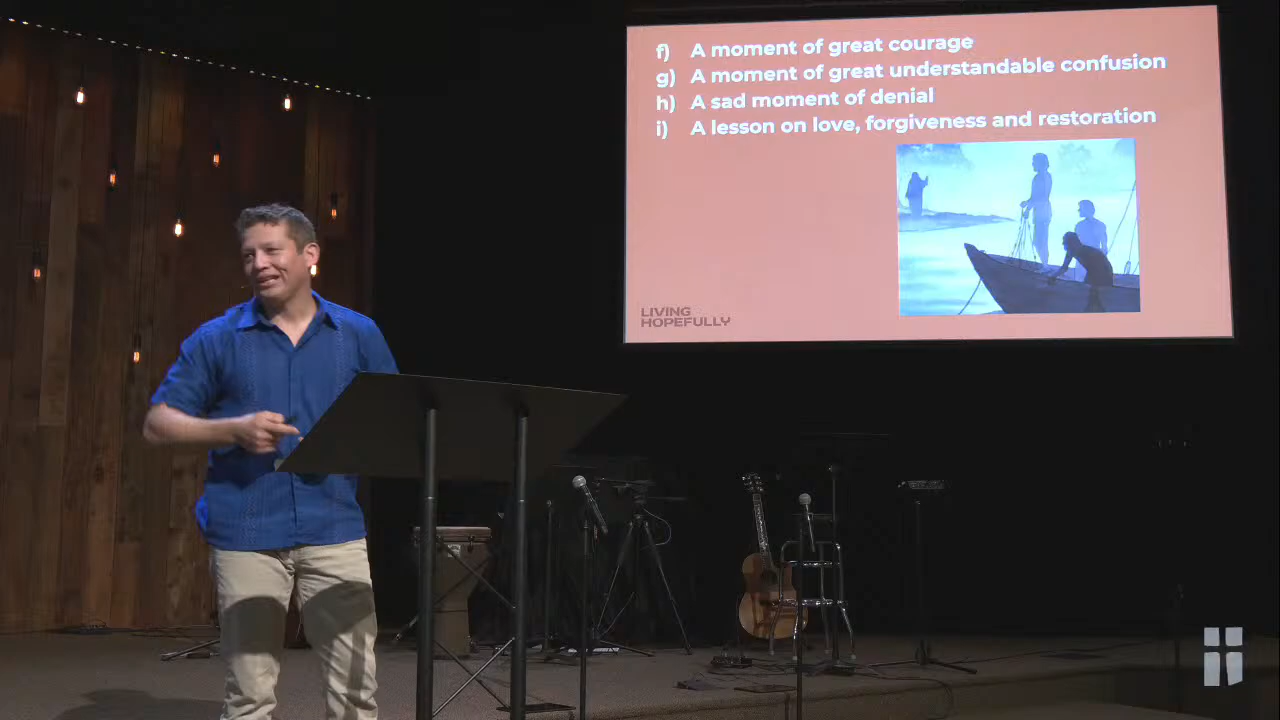 f) A moment of great courage
g) A moment of great understandable confusion
h) A sad moment of denial
i) A lesson on love, forgiveness and restoration
LIVING
HOPEFULLY